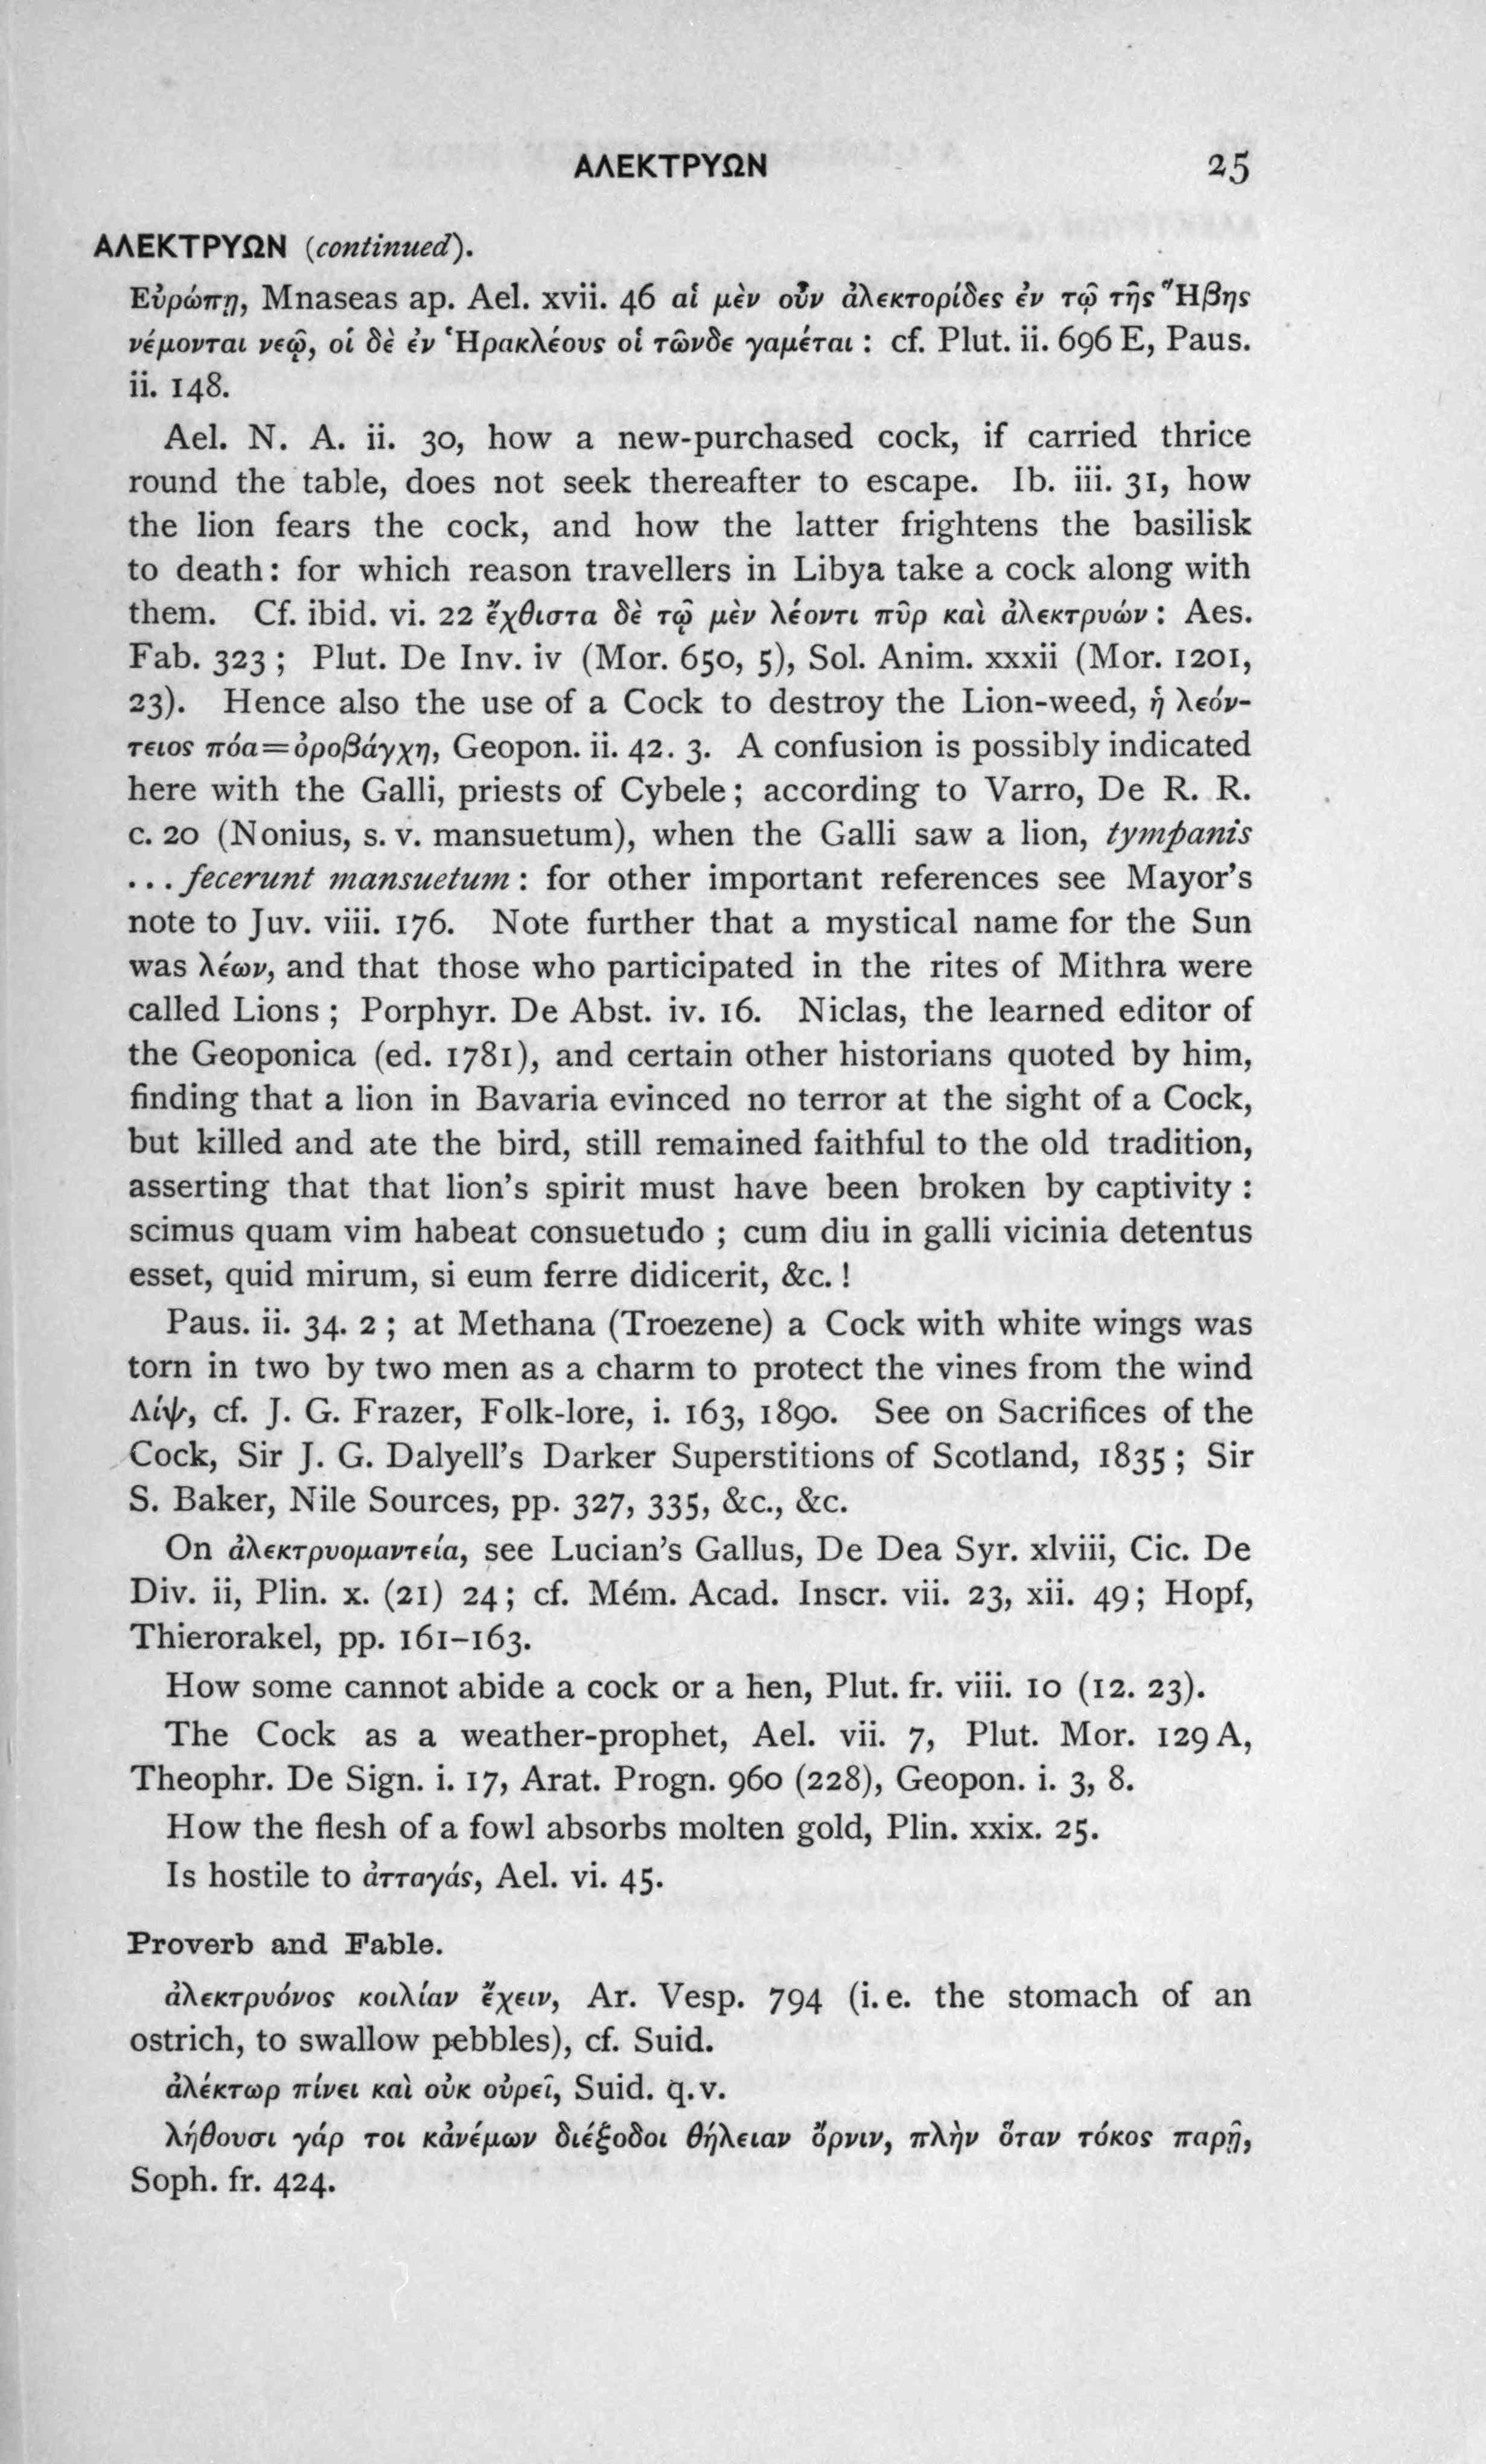 ΑΛΕΚΤΡΥΩΝ 25
ΑΛΕΚΤΡΥΩΝ (continued).
Εὐρώπῃ, Mnaseas ap. Ael. xvii. 46 αἱ μὲν οὖν ἀλεκτορίδες ἐν τῷ τῆς Ἥβης
νέμονται νεῷ, οἱ δὲ ἐν Ἡρακλέους οἱ τῶνδε γαμέται : cf. Plut. ii. 696 E, Paus.
ii. 148.
Ael. N. A. ii. 30, how a new-purchased cock, if carried thrice
round the table, does not seek thereafter to escape. Ib. iii. 31, how
the lion fears the cock, and how the latter frightens the basilisk
to death: for which reason travellers in Libya take a cock along with
them. Cf. ibid. vi. 22 ἔχθιστα δὲ τῷ μὲν λέοντι πῦρ καὶ ἀλεκτρυών : Aes.
Fab. 323 ; Plut. De Inv. iv (Mor. 650, 5), Sol. Anim. xxxii (Mor. 1201,
23). Hence also the use of a Cock to destroy the Lion-weed, ἡ λεόν-
τειος πόα=ὀροβάγχη, Geopon. ii. 42. 3. A confusion is possibly indicated
here with the Galli, priests of Cybele ; according to Varro, De R. R.
c. 20 (Nonius, s. v. mansuetum), when the Galli saw a lion, tympanis
... fecerunt mansuetum : for other important references see Mayor's
note to Juv. viii. 176. Note further that a mystical name for the Sun
was λέων, and that those who participated in the rites of Mithra were
called Lions ; Porphyr. De Abst. iv. 16. Niclas, the learned editor of
the Geoponica (ed. 1781), and certain other historians quoted by him,
finding that a lion in Bavaria evinced no terror at the sight of a Cock,
but killed and ate the bird, still remained faithful to the old tradition,
asserting that that lion's spirit must have been broken by captivity :
scimus quam vim habeat consuetudo ; cum diu in galli vicinia detentus
esset, quid mirum, si eum ferre didicerit, &c. !
Paus. ii. 34. 2 ; at Methana (Troezene) a Cock with white wings was
torn in two by two men as a charm to protect the vines from the wind
Λίψ, cf. J. G. Frazer, Folk-lore, i. 163, 1890. See on Sacrifices of the
Cock, Sir J. G. Dalyell's Darker Superstitions of Scotland, 1835 ; Sir
S. Baker, Nile Sources, pp. 327, 335, &c., &c.
On ἀλεκτρυομαντεία, see Lucian's Gallus, De Dea Syr. xlviii, Cic. De
Div. ii, Plin. x. (21) 24 ; cf. Mém. Acad. Inscr. vii. 23, xii. 49 ; Hopf,
Thierorakel, pp. 161–163.
How some cannot abide a cock or a hen, Plut. fr. viii. 10 (12. 23).
The Cock as a weather-prophet, Ael. vii. 7, Plut. Mor. 129 A,
Theophr. De Sign. i. 17, Arat. Progn. 960 (228), Geopon. i. 3, 8.
How the flesh of a fowl absorbs molten gold, Plin. xxix. 25.
Is hostile to ἀτταγάς, Ael. vi. 45.
Proverb and Fable.
ἀλεκτρυόνος κοιλίαν ἔχειν, Ar. Vesp. 794 (i. e. the stomach of an
ostrich, to swallow pebbles), cf. Suid.
ἀλέκτωρ πίνει καὶ οὐκ οὐρεῖ, Suid. q. v.
λήθουσι γάρ τοι κἀνέμων διέξοδοι θήλειαν ὄρνιν, πλὴν ὅταν τόκος παρῇ,
Soph. fr. 424.